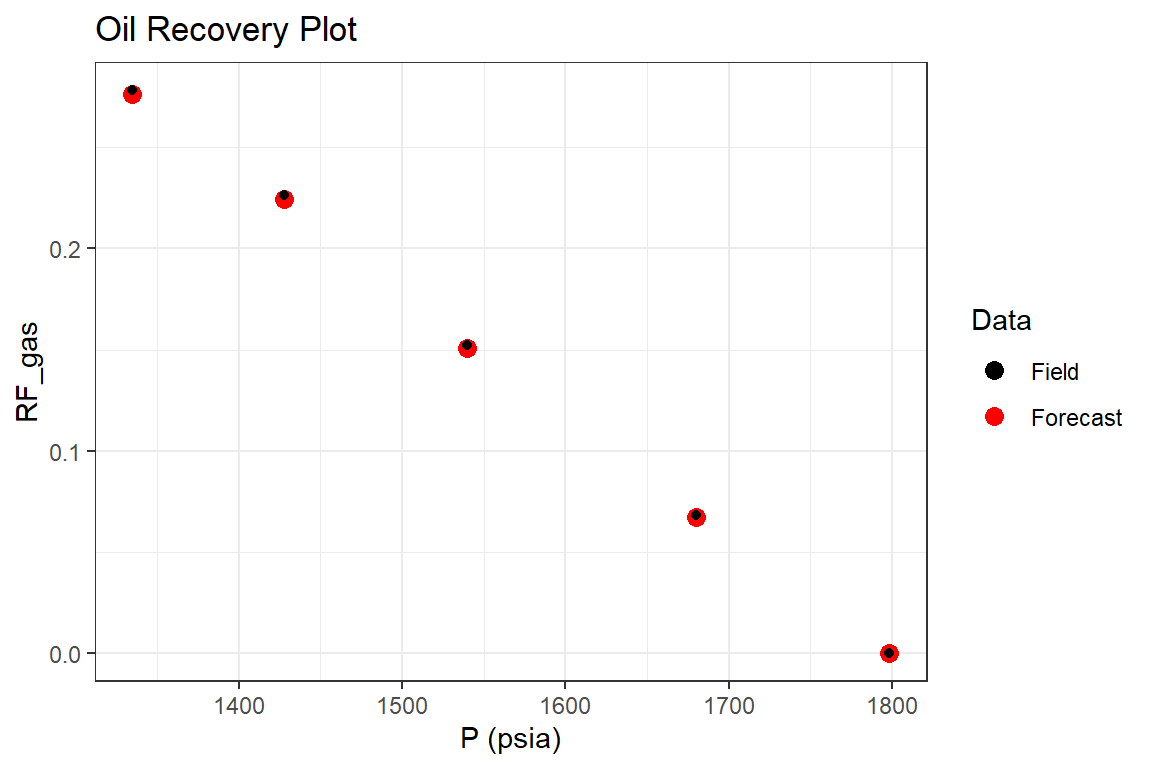 Oil Recovery Plot
RF_gas
0.2
0.1
0.0
1400 1500 1600 1700 1800
P (psia)
Data
Field
Forecast